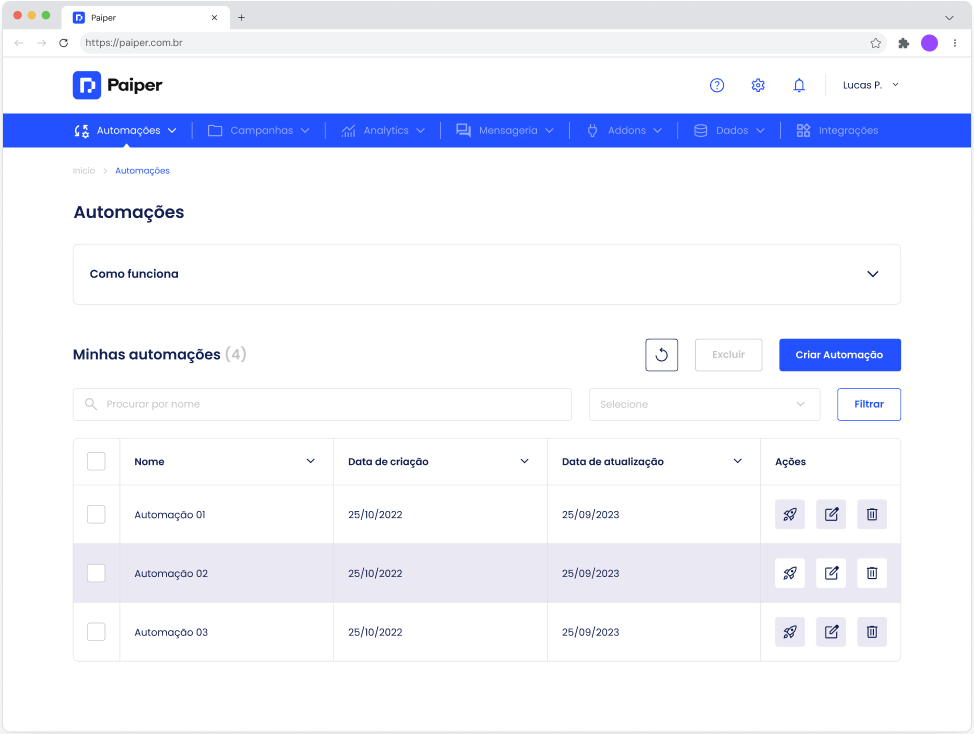 Paiper
https://paiper.com.br
Paiper
Lucas P.
Automações Campanhas Analytics Mensageria Addons Dados Integrações
Início > Automações
Automações
Como funciona
Minhas automações (4)
Excluir
Criar Automação
Procurar por nome
Selecione
Filtrar
Nome Data de criação Data de atualização Ações
Automação 01 25/10/2022 25/09/2023
Automação 02 25/10/2022 25/09/2023
Automação 03 25/10/2022 25/09/2023